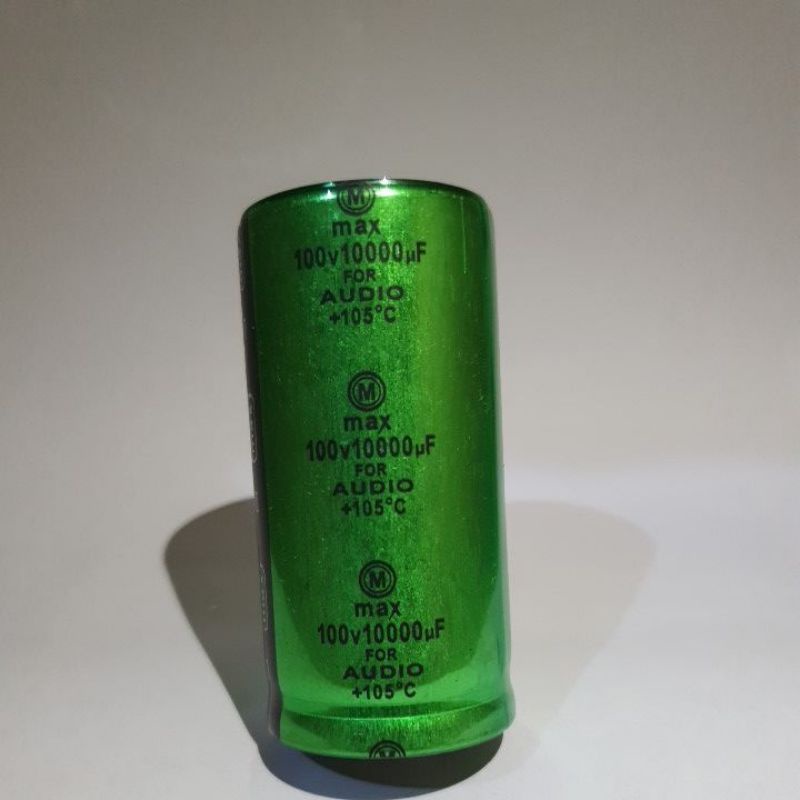 M
max
100v10000µF
FOR
AUDIO
+105°C
M
max
100v10000µF
FOR
AUDIO
+105°C
M
max
100v10000µF
FOR
AUDIO
+105°C
M